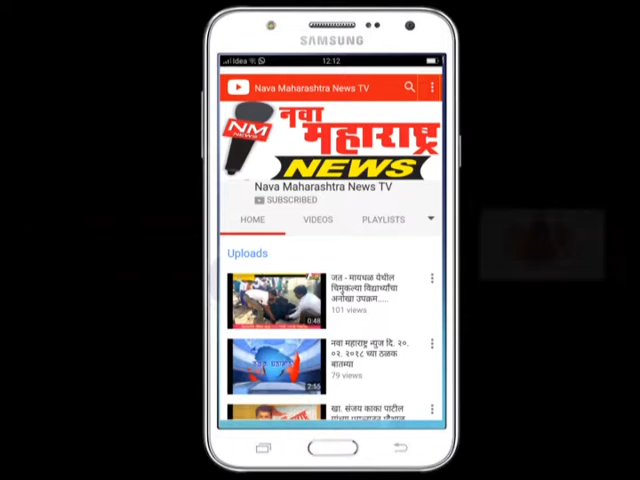 SAMSUNG
Idea
12:12
Nava Maharashtra News TV
नवा
महाराष्ट्र
NM
NEWS
NEWS
Nava Maharashtra News TV
SUBSCRIBED
HOME VIDEOS PLAYLISTS
Uploads
जत - मायथळ येथील
चिमुकल्या विद्यार्थ्यांचा
अनोखा उपक्रम.....
101 views
0:48
नवा महाराष्ट्र न्युज दि. २०.
०२. २०१८ च्या ठळक
बातम्या
79 views
2:55
खा. संजय काका पाटील